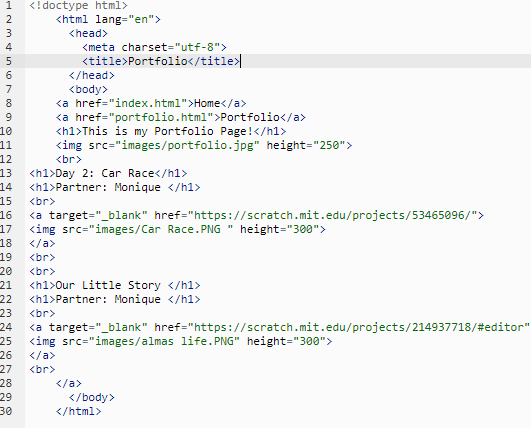 1 <!doctype html>
2 <html lang="en">
3 <head>
4 <meta charset="utf-8">
5 <title>Portfolio</title>
6 </head>
7 <body>
8 <a href="index.html">Home</a>
9 <a href="portfolio.html">Portfolio</a>
10 <h1>This is my Portfolio Page!</h1>
11 <img src="images/portfolio.jpg" height="250">
12 <br>
13 <h1>Day 2: Car Race</h1>
14 <h1>Partner: Monique </h1>
15 <br>
16 <a target="_blank" href="https://scratch.mit.edu/projects/53465096/">
17 <img src="images/Car Race.PNG " height="300">
18 </a>
19 <br>
20 <br>
21 <h1>Our Little Story </h1>
22 <h1>Partner: Monique </h1>
23 <br>
24 <a target="_blank" href="https://scratch.mit.edu/projects/214937718/#editor"
25 <img src="images/almas life.PNG" height="300">
26 </a>
27 <br>
28 </a>
29 </body>
30 </html>